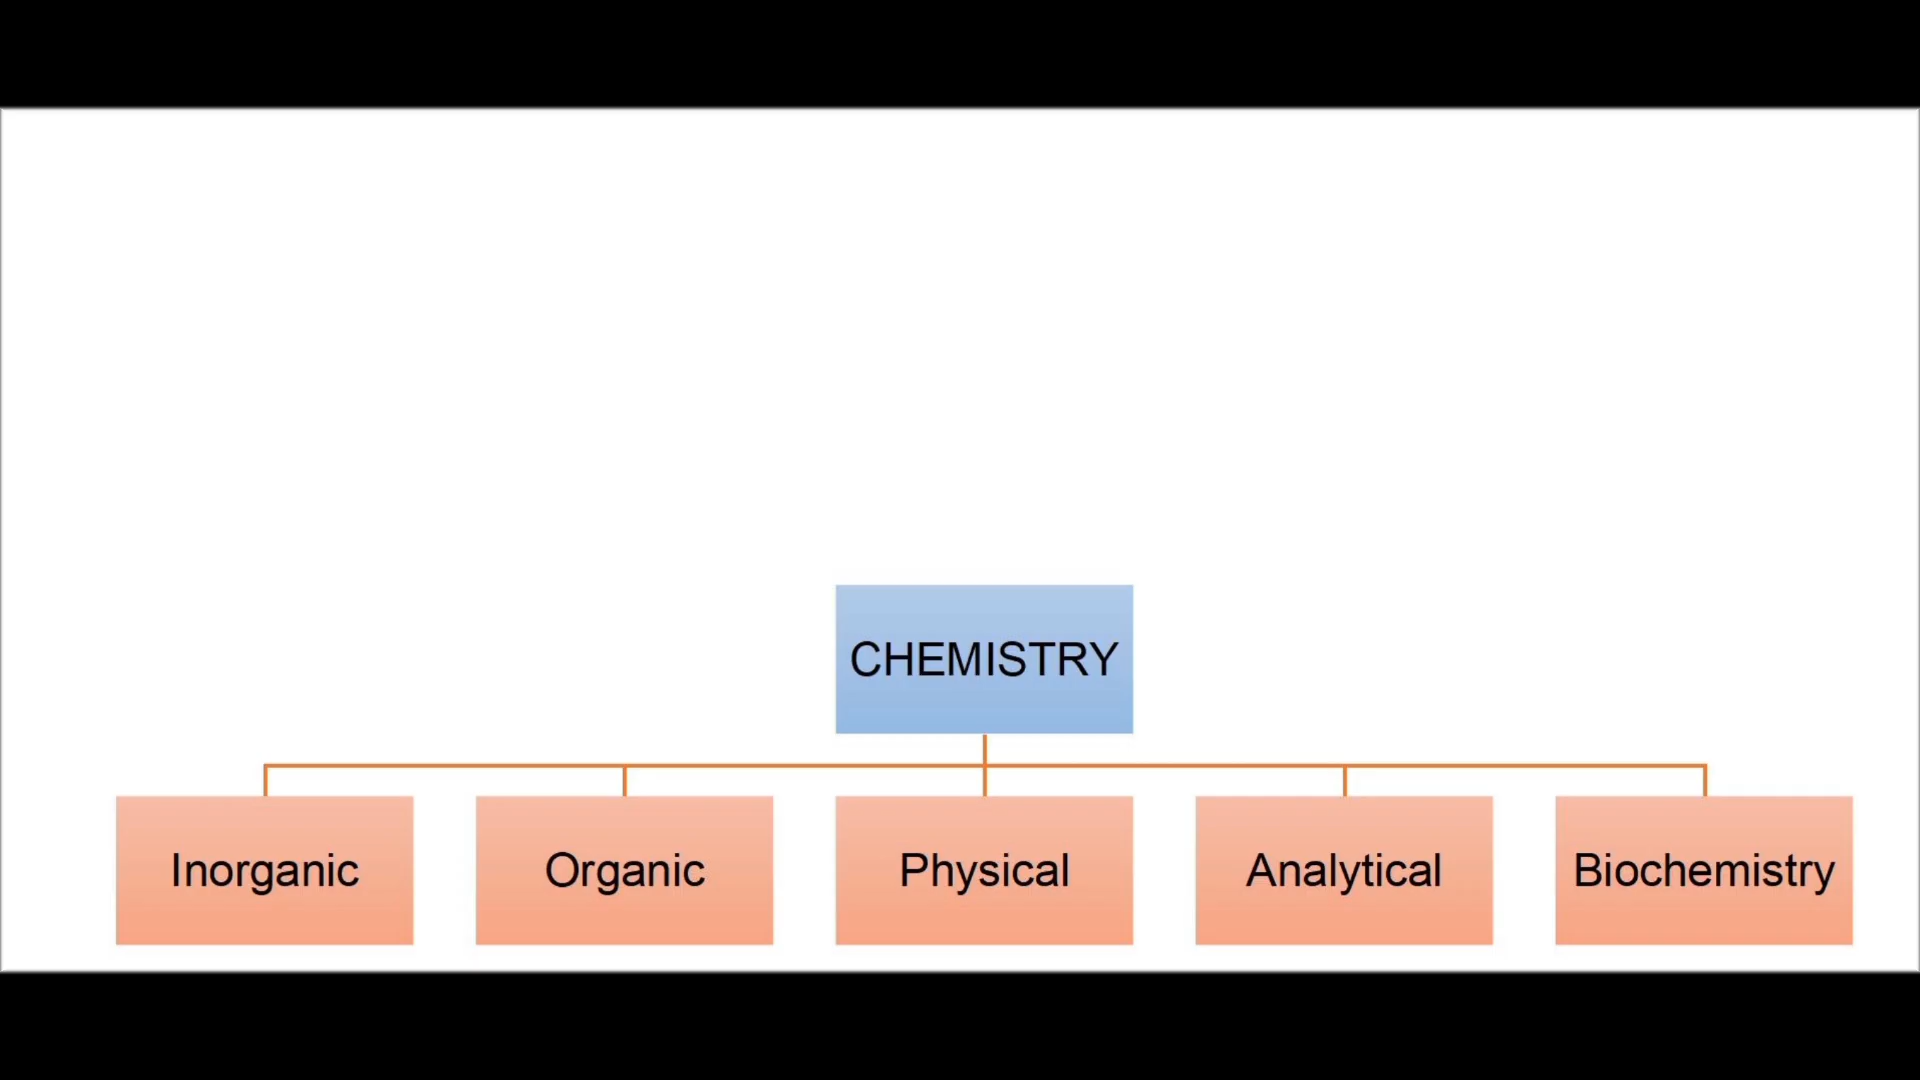 CHEMISTRY
Inorganic
Organic
Physical
Analytical
Biochemistry